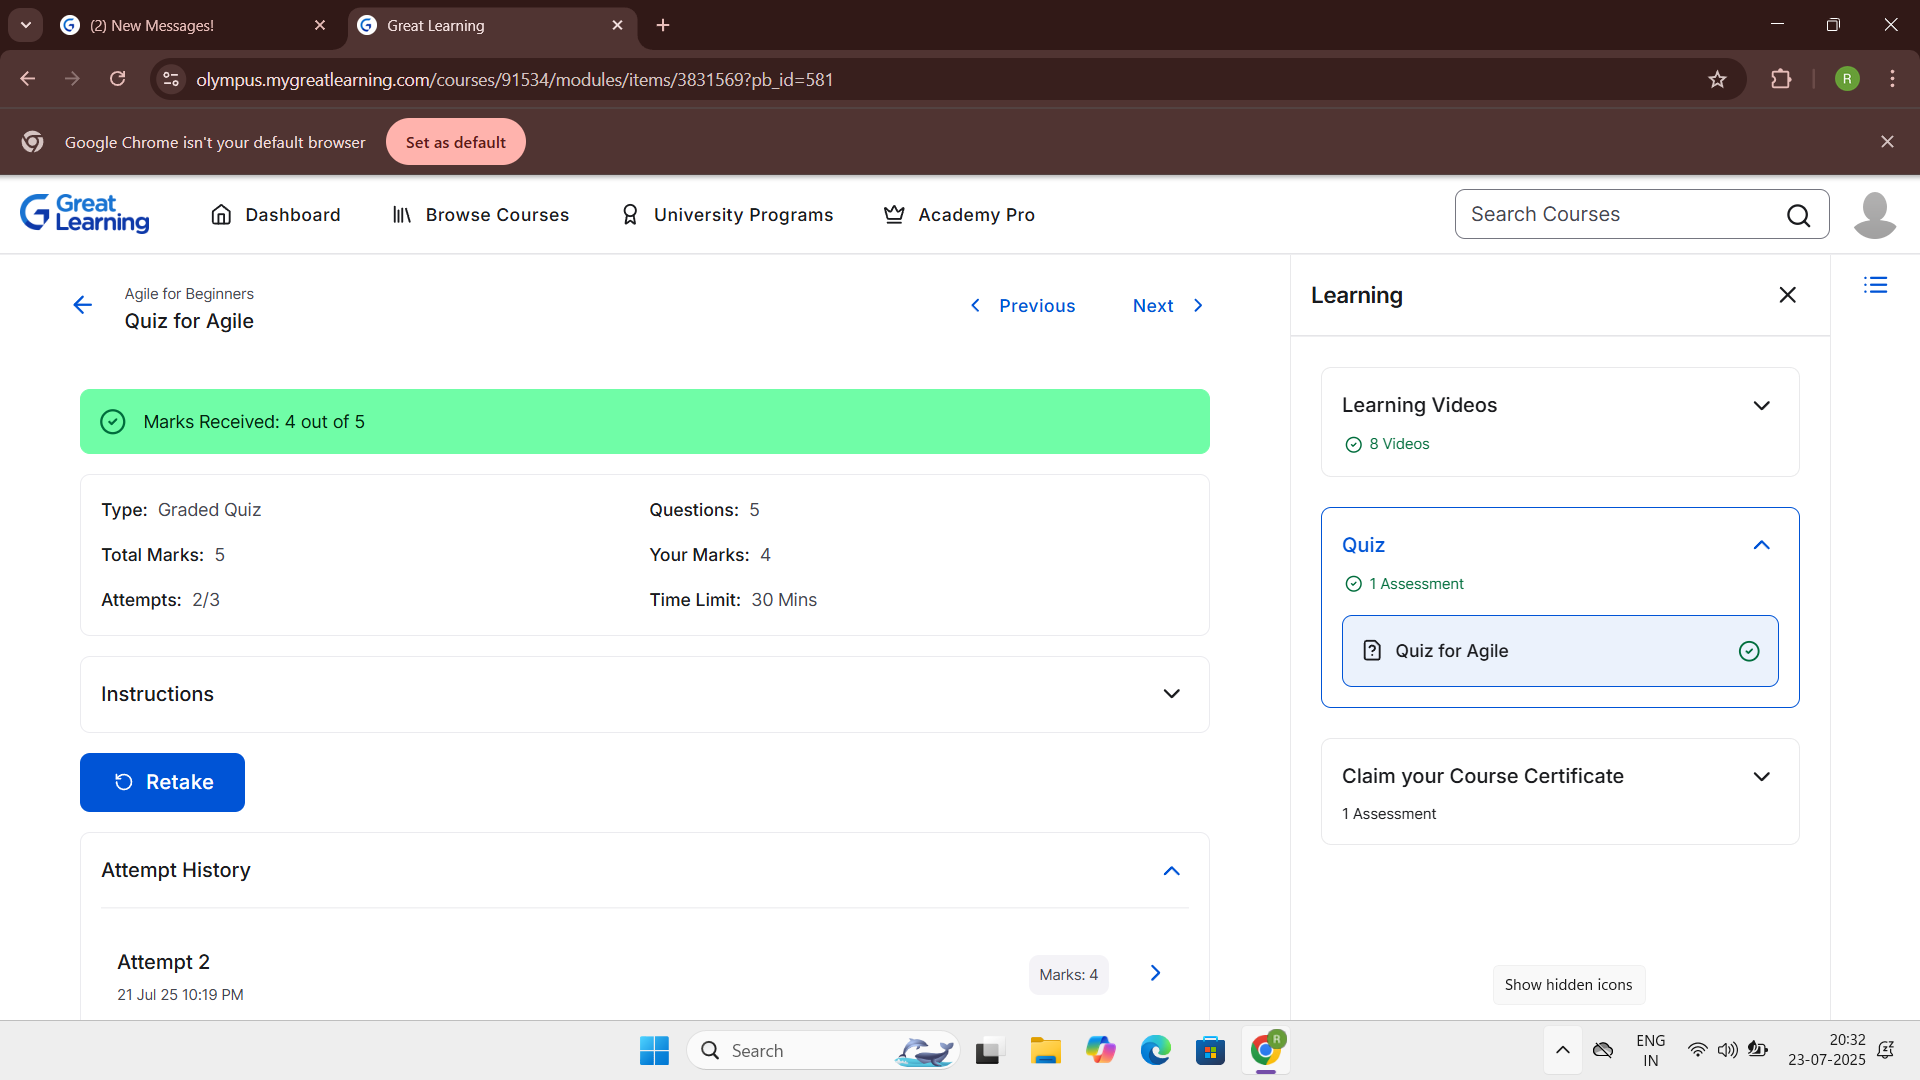 (2) New Messages!
Great Learning
olympus.mygreatlearning.com/courses/91534/modules/items/3831569?pb_id=581
R
Google Chrome isn't your default browser
Set as default
Great
Learning
Dashboard
Browse Courses
University Programs
Academy Pro
Search Courses
Agile for Beginners
Quiz for Agile
Previous
Next
Marks Received: 4 out of 5
Type: Graded Quiz
Questions: 5
Total Marks: 5
Your Marks: 4
Attempts: 2/3
Time Limit: 30 Mins
Instructions
Retake
Attempt History
Attempt 2
21 Jul 25 10:19 PM
Marks: 4
Learning
Learning Videos
8 Videos
Quiz
1 Assessment
Quiz for Agile
Claim your Course Certificate
1 Assessment
Show hidden icons
Search
R
ENG
IN
20:32
23-07-2025